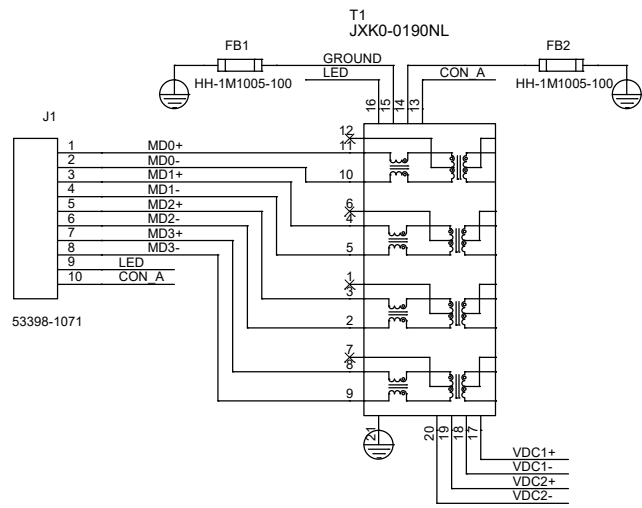 T1
JXK0-0190NL
FB1
FB2
GROUND
LED
CON_A
HH-1M1005-100
HH-1M1005-100
16
15
14
13
J1
1 MD0+
2 MD0-
3 MD1+
4 MD1-
5 MD2+
6 MD2-
7 MD3+
8 MD3-
9 LED
10 CON_A
53398-1071
12
11
10
6
4
5
1
3
2
7
8
9
21
20
19
18
17
VDC1+
VDC1-
VDC2+
VDC2-